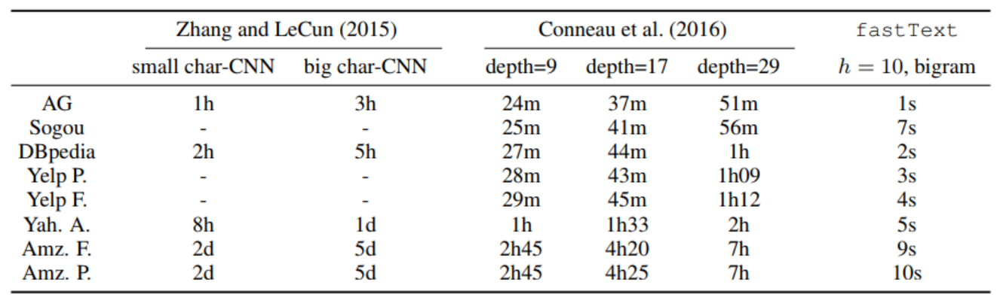 Zhang and LeCun (2015) Conneau et al. (2016) fastText
small char-CNN big char-CNN depth=9 depth=17 depth=29 h = 10, bigram
AG 1h 3h 24m 37m 51m 1s
Sogou - - 25m 41m 56m 7s
DBpedia 2h 5h 27m 44m 1h 2s
Yelp P. - - 28m 43m 1h09 3s
Yelp F. - - 29m 45m 1h12 4s
Yah. A. 8h 1d 1h 1h33 2h 5s
Amz. F. 2d 5d 2h45 4h20 7h 9s
Amz. P. 2d 5d 2h45 4h25 7h 10s